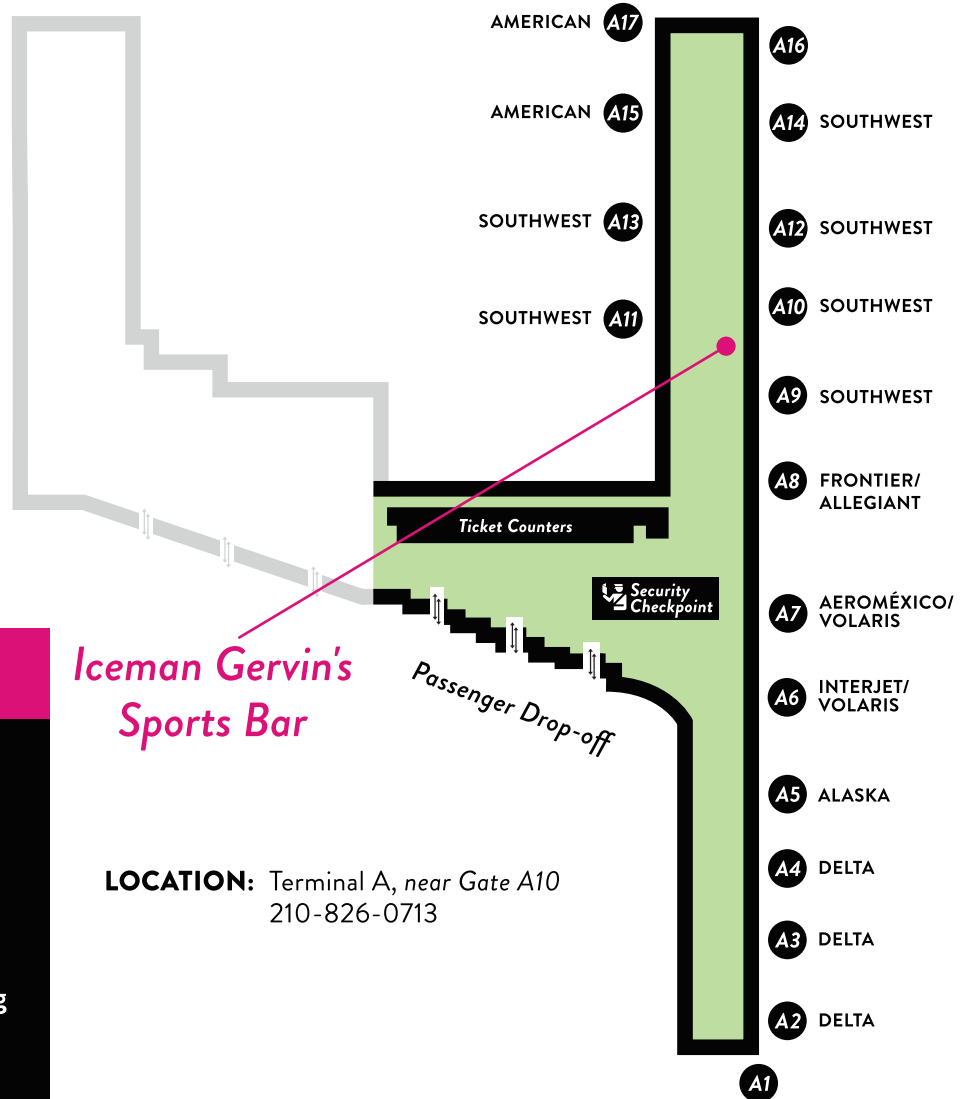 AMERICAN A17
A16
AMERICAN A15
A14 SOUTHWEST
SOUTHWEST A13
A12 SOUTHWEST
A10 SOUTHWEST
SOUTHWEST A11
A9 SOUTHWEST
A8 FRONTIER/
ALLEGIANT
Ticket Counters
Security
Checkpoint
A7 AEROMÉXICO/
VOLARIS
Iceman Gervin's
Sports Bar
Passenger Drop-off
A6 INTERJET/
VOLARIS
A5 ALASKA
LOCATION: Terminal A, near Gate A10
210-826-0713
A4 DELTA
A3 DELTA
g
A2 DELTA
A1